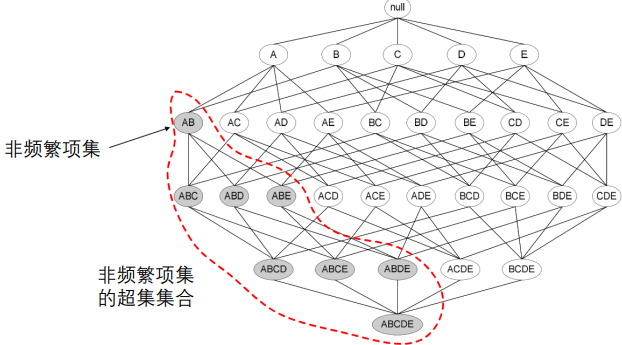 null
A B C D E
AB AC AD AE BC BD BE CD CE DE
非频繁项集
ABC ABD ABE ACD ACE ADE BCD BCE BDE CDE
ABCD ABCE ABDE ACDE BCDE
非频繁项集
的超集集合
ABCDE